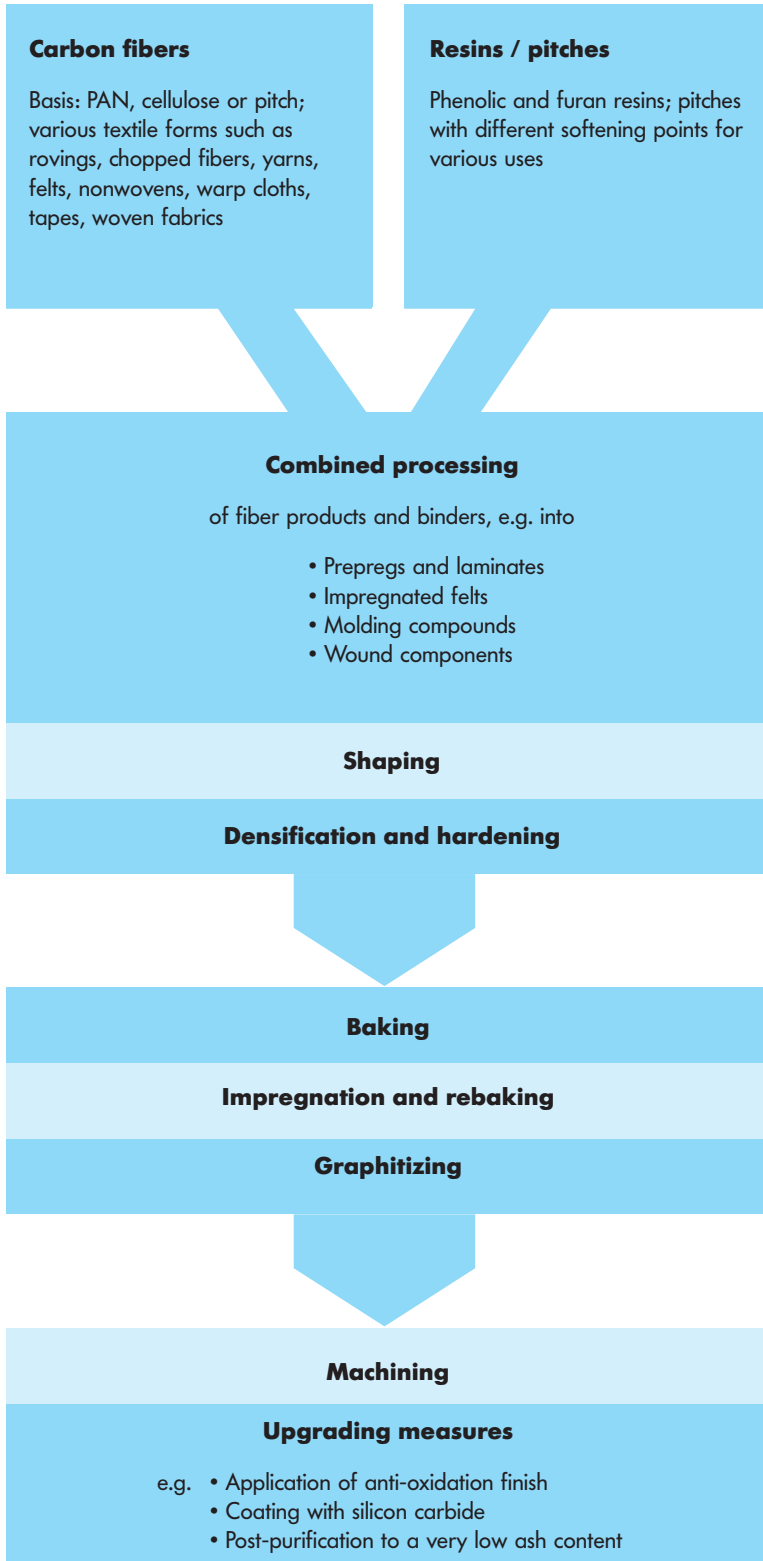 Carbon fibers
Basis: PAN, cellulose or pitch;
various textile forms such as
rovings, chopped fibers, yarns,
felts, nonwovens, warp cloths,
tapes, woven fabrics
Resins / pitches
Phenolic and furan resins; pitches
with different softening points for
various uses
Combined processing
of fiber products and binders, e.g. into
• Prepregs and laminates
• Impregnated felts
• Molding compounds
• Wound components
Shaping
Densification and hardening
Baking
Impregnation and rebaking
Graphitizing
Machining
Upgrading measures
e.g. • Application of anti-oxidation finish
• Coating with silicon carbide
• Post-purification to a very low ash content